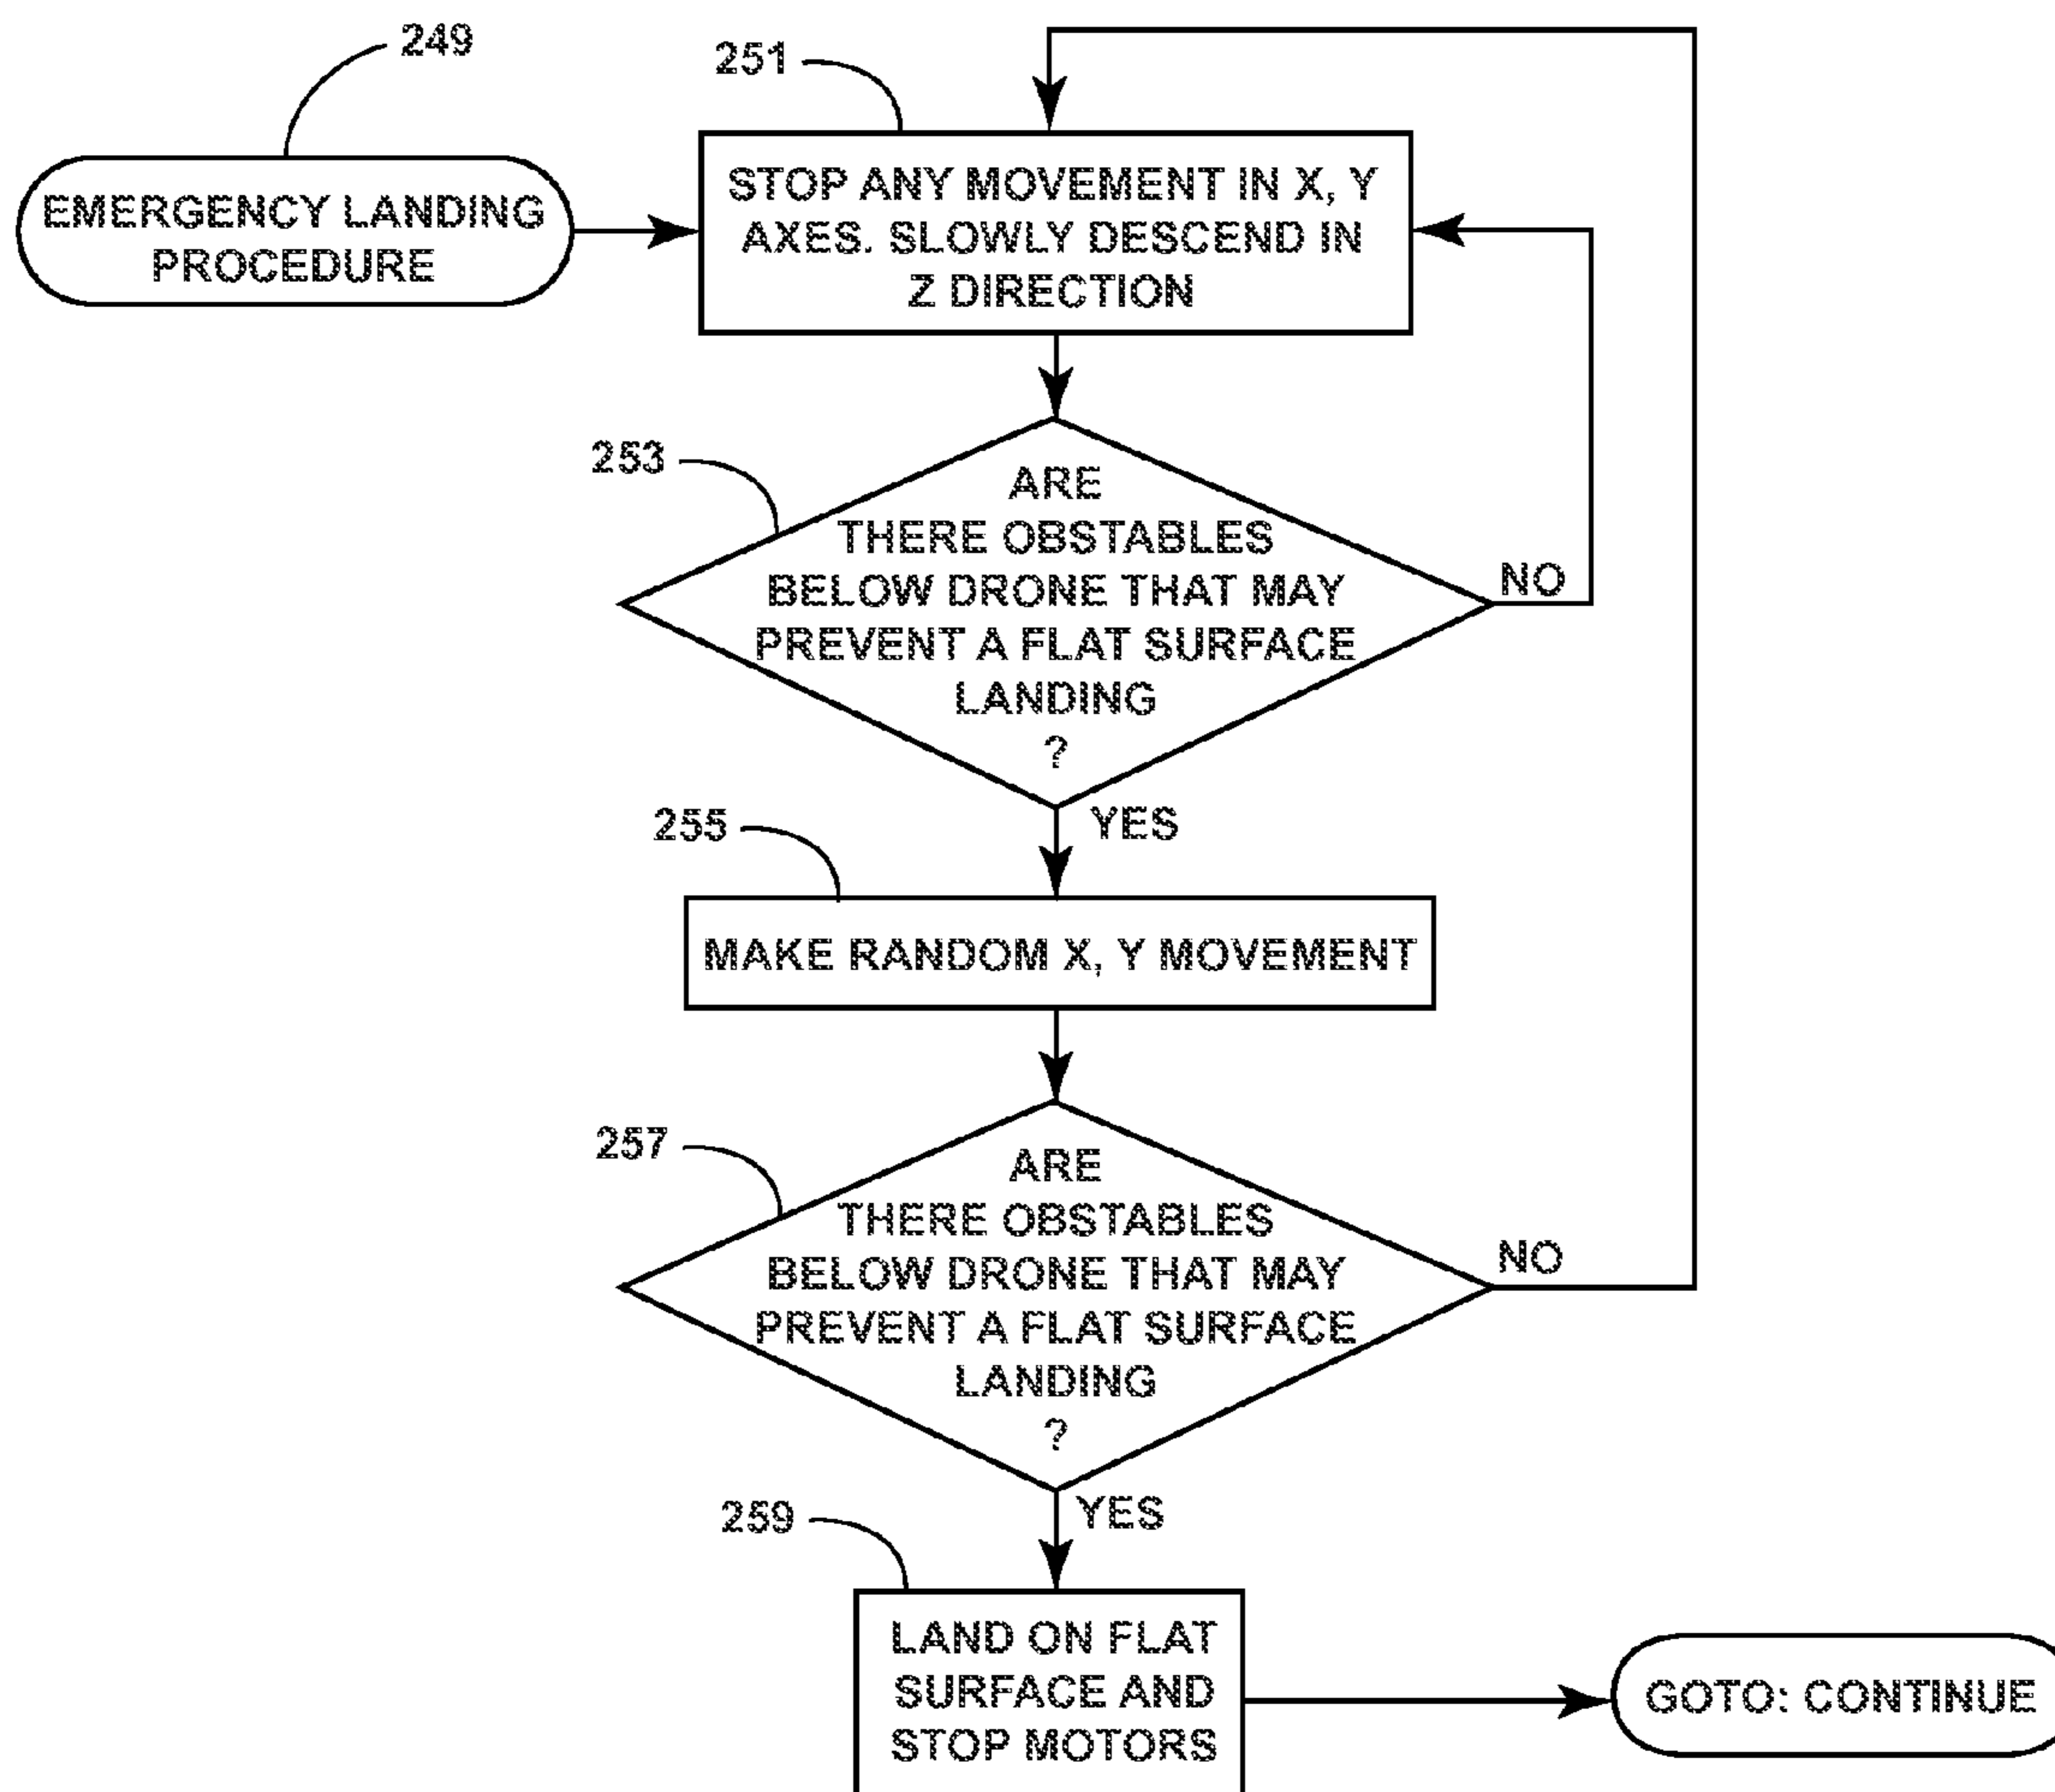 249
251
EMERGENCY LANDING
PROCEDURE
STOP ANY MOVEMENT IN X, Y
AXES. SLOWLY DESCEND IN
Z DIRECTION
253
ARE
THERE OBSTABLES
BELOW DRONE THAT MAY
PREVENT A FLAT SURFACE
LANDING
?
NO
YES
255
MAKE RANDOM X, Y MOVEMENT
257
ARE
THERE OBSTABLES
BELOW DRONE THAT MAY
PREVENT A FLAT SURFACE
LANDING
?
NO
YES
259
LAND ON FLAT
SURFACE AND
STOP MOTORS
GOTO: CONTINUE